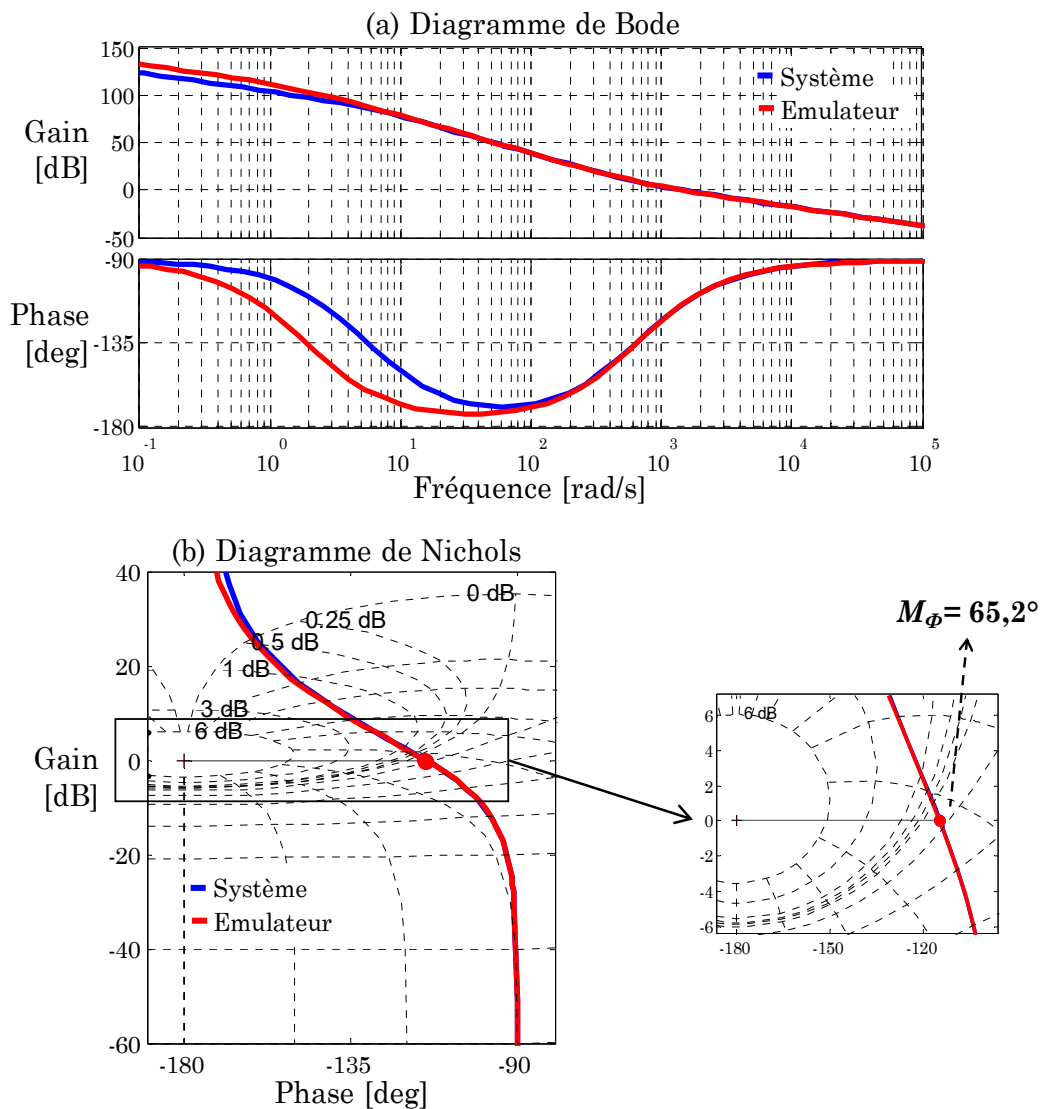 (a) Diagramme de Bode
150
100
50
0
-50
Gain
[dB]
Système
Emulateur
-90
-135
-180
Phase
[deg]
10^-1 10^0 10^1 10^2 10^3 10^4 10^5
Fréquence [rad/s]
(b) Diagramme de Nichols
40
20
0
-20
-40
-60
Gain
[dB]
0 dB
0.25 dB
0.5 dB
1 dB
3 dB
6 dB
Système
Emulateur
-180 -135 -90
Phase [deg]
MΦ= 65,2°
6 dB
6
4
2
0
-2
-4
-6
-180 -150 -120